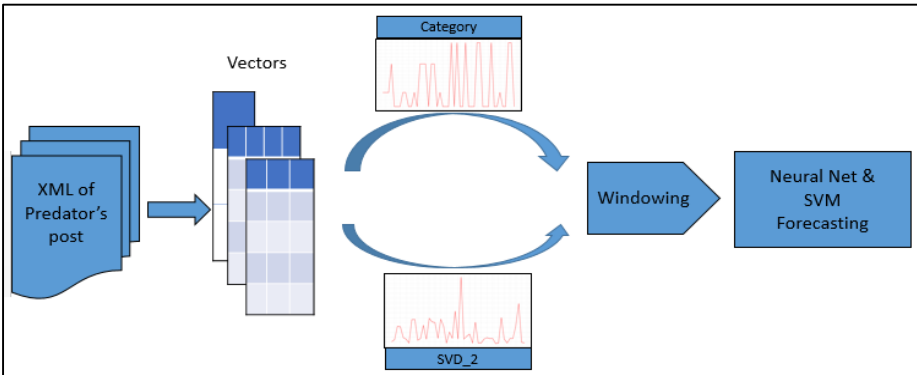 Category
Vectors
XML of
Predator's
post
Windowing
Neural Net &
SVM
Forecasting
SVD_2